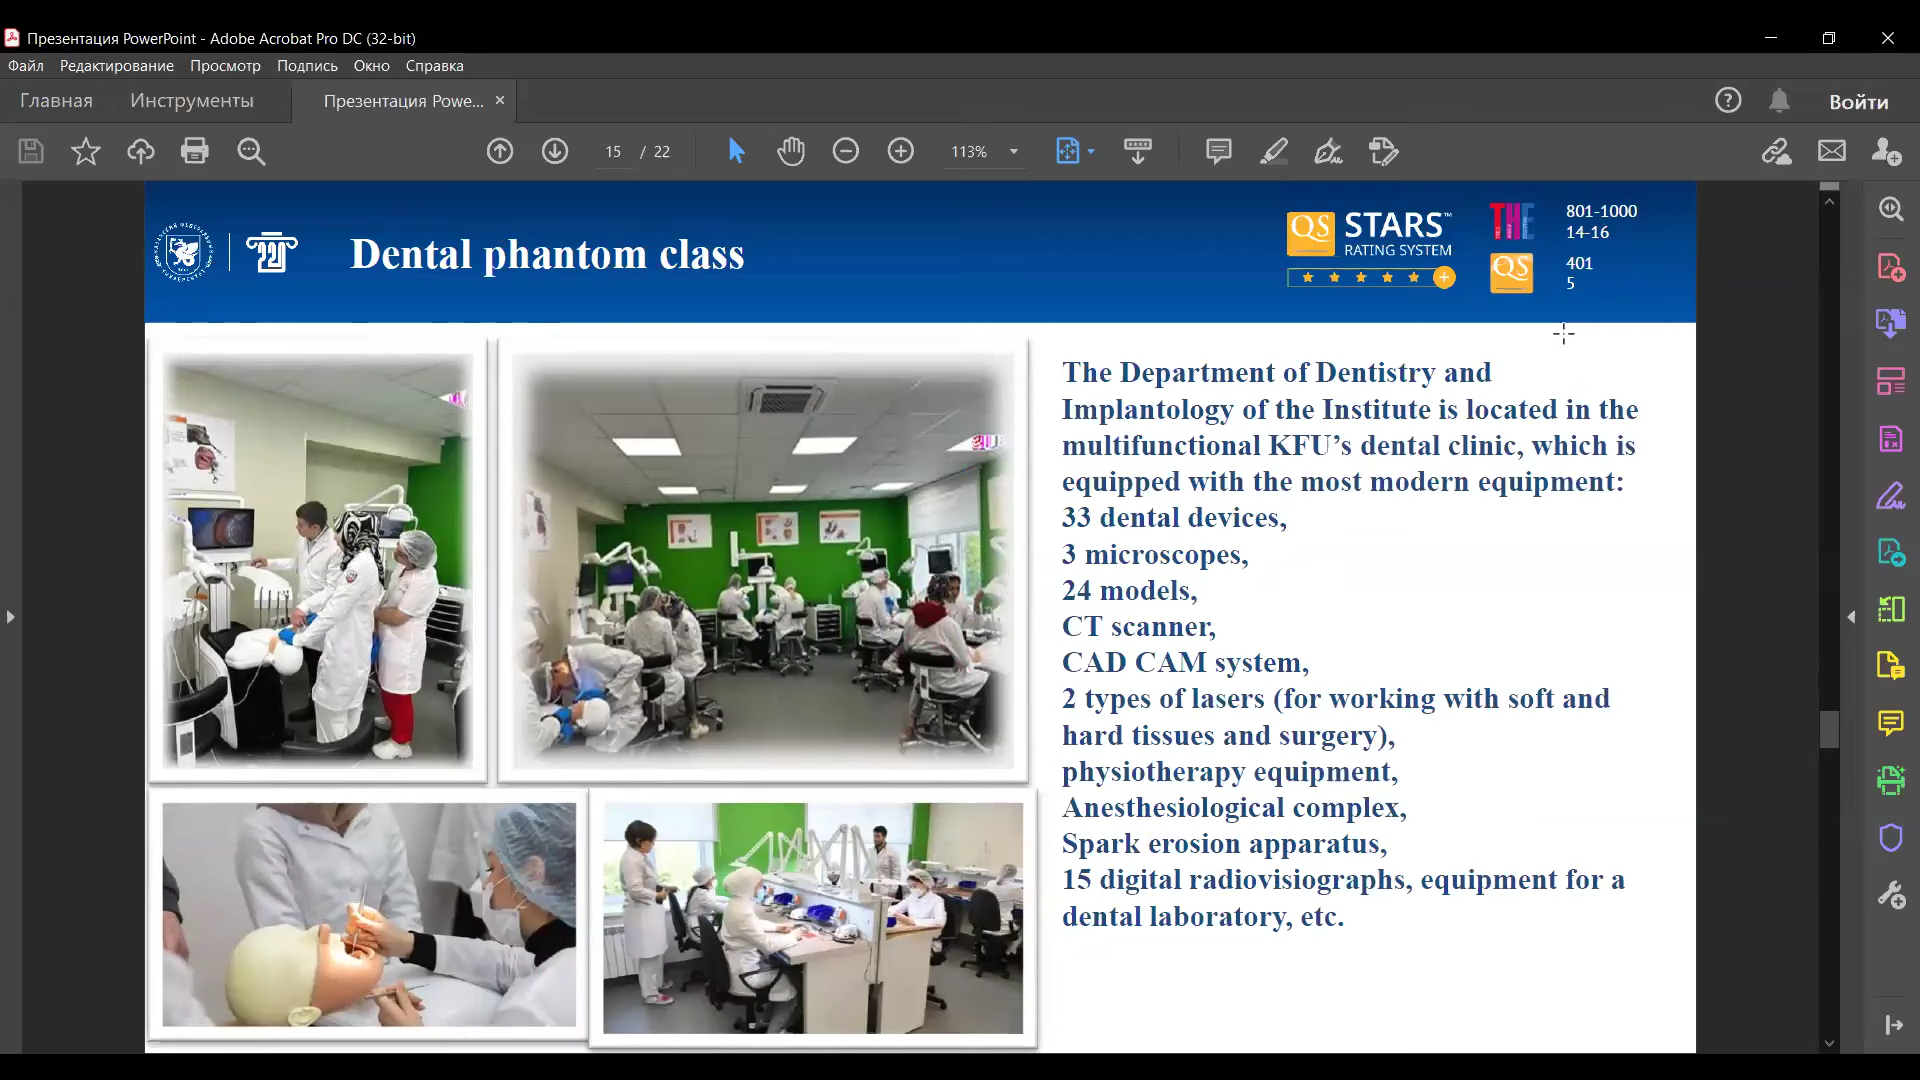 Презентация PowerPoint - Adobe Acrobat Pro DC (32-bit)
Файл Редактирование Просмотр Подпись Окно Справка
Главная Инструменты Презентация Powe... Войти
15 / 22 113%
Dental phantom class
QS STARS™
RATING SYSTEM
THE 801-1000
14-16
QS 401
5
The Department of Dentistry and
Implantology of the Institute is located in the
multifunctional KFU’s dental clinic, which is
equipped with the most modern equipment:
33 dental devices,
3 microscopes,
24 models,
CT scanner,
CAD CAM system,
2 types of lasers (for working with soft and
hard tissues and surgery),
physiotherapy equipment,
Anesthesiological complex,
Spark erosion apparatus,
15 digital radiovisiographs, equipment for a
dental laboratory, etc.